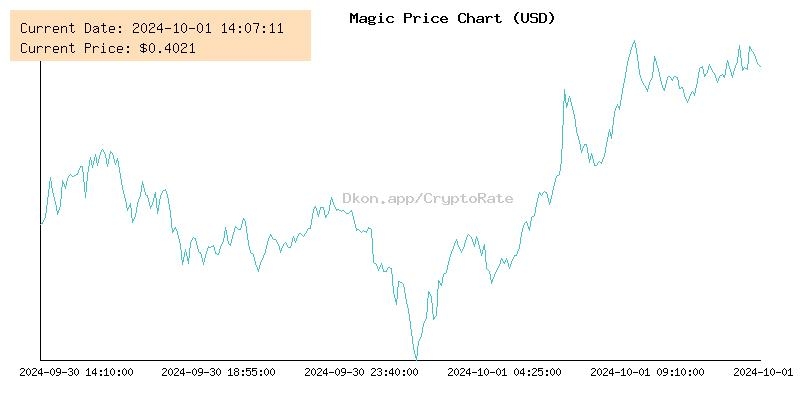 Magic Price Chart (USD)
Current Date: 2024-10-01 14:07:11
Current Price: $0.4021
Dkon.app/CryptoRate
2024-09-30 14:10:00 2024-09-30 18:55:00 2024-09-30 23:40:00 2024-10-01 04:25:00 2024-10-01 09:10:00 2024-10-01